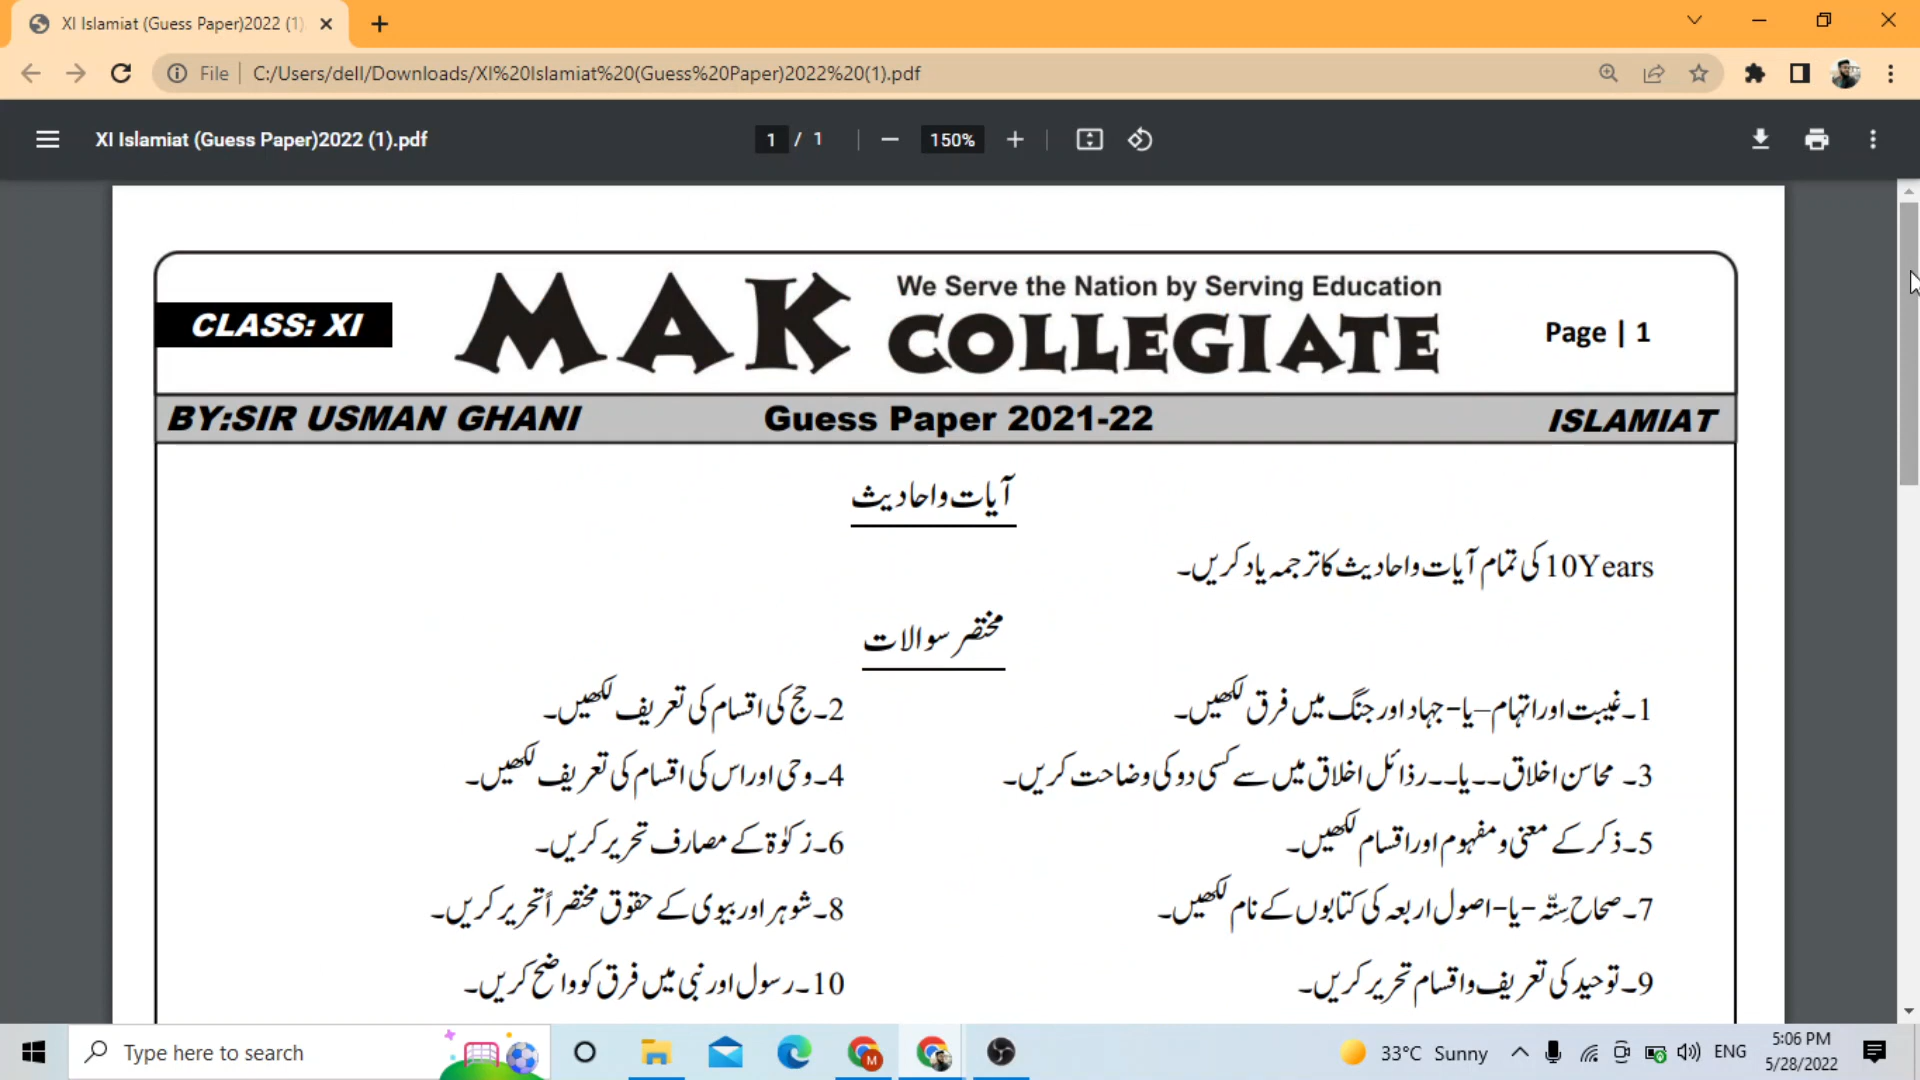 XI Islamiat (Guess Paper)2022 (1)
File
C:/Users/dell/Downloads/XI%20Islamiat%20(Guess%20Paper)2022%20(1).pdf
XI Islamiat (Guess Paper)2022 (1).pdf
1 / 1
150%
CLASS: XI
MAK
We Serve the Nation by Serving Education
COLLEGIATE
Page | 1
BY:SIR USMAN GHANI
Guess Paper 2021-22
ISLAMIAT
آیات و احادیث
10Years کی تمام آیات و احادیث کا ترجمہ یاد کریں۔
مختصر سوالات
1۔ غیبت اور اتہام – یا- جہاد اور جنگ میں فرق لکھیں۔
2۔ حج کی اقسام کی تعریف لکھیں۔
3۔ محاسن اخلاق ۔۔ یا ۔۔ رذائل اخلاق میں سے کسی دو کی وضاحت کریں۔
4۔ وحی اور اس کی اقسام کی تعریف لکھیں۔
5۔ ذکر کے معنی و مفہوم اور اقسام لکھیں۔
6۔ زکوٰۃ کے مصارف تحریر کریں۔
7۔ صحاح سِتّہ -یا- اصول اربعہ کی کتابوں کے نام لکھیں۔
8۔ شوہر اور بیوی کے حقوق مختصراً تحریر کریں۔
9۔ توحید کی تعریف و اقسام تحریر کریں۔
10۔ رسول اور نبی میں فرق کو واضح کریں۔
Type here to search
M
33°C Sunny
ENG
5:06 PM
5/28/2022